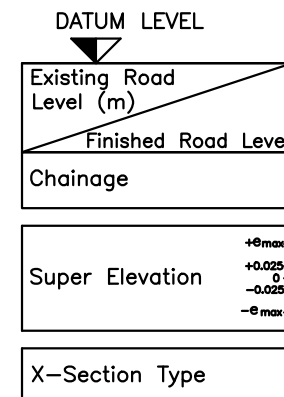 DATUM LEVEL
Existing Road
Level (m)
Finished Road Leve
Chainage
+emax
+0.025
Super Elevation
0
-0.025
-emax
X-Section Type